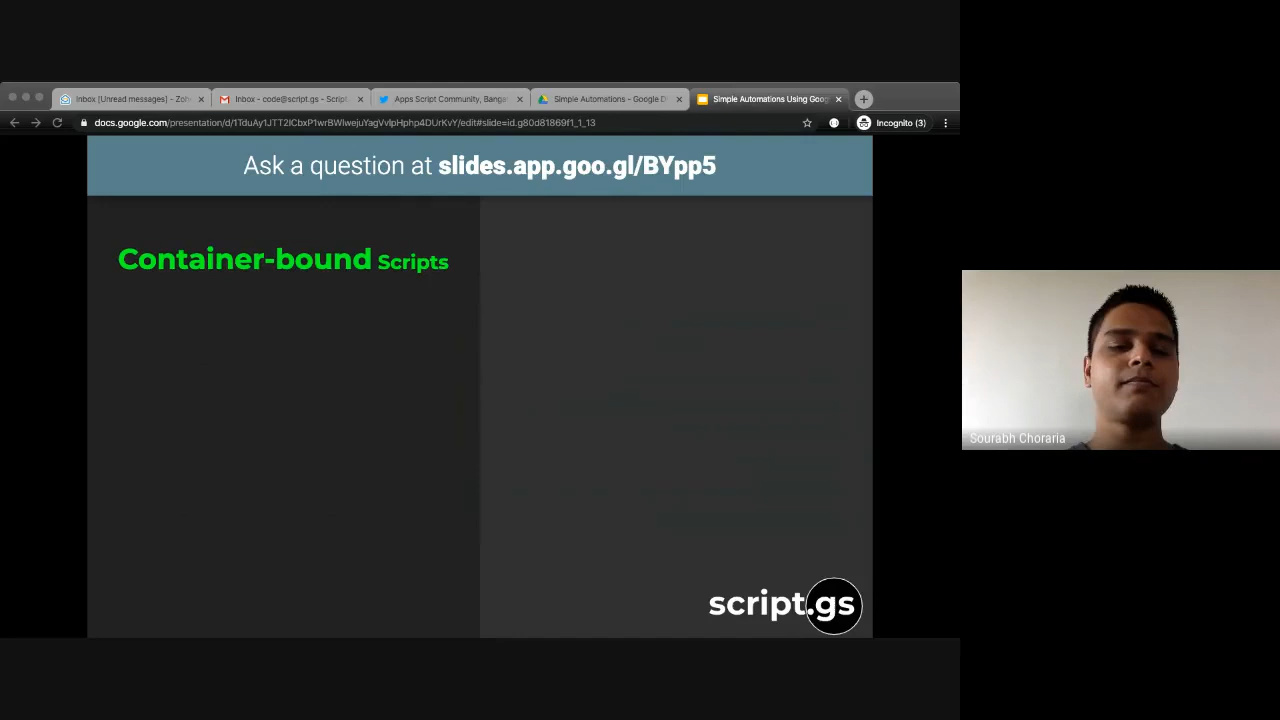 Inbox (Unread messages) - Zoh
Inbox - code@script.gs - Script.
Apps Script Community, Banga
Simple Automations - Google D
Simple Automations Using Goog
docs.google.com/presentation/d/1TduAy1JTT2ICbxP1wrBWlwejuYagVvlpHphp4DUrKvY/edit#slide=id.g80d81869f1_1_13
Incognito (3)
Ask a question at slides.app.goo.gl/BYpp5
Container-bound Scripts
script.gs
Sourabh Choraria